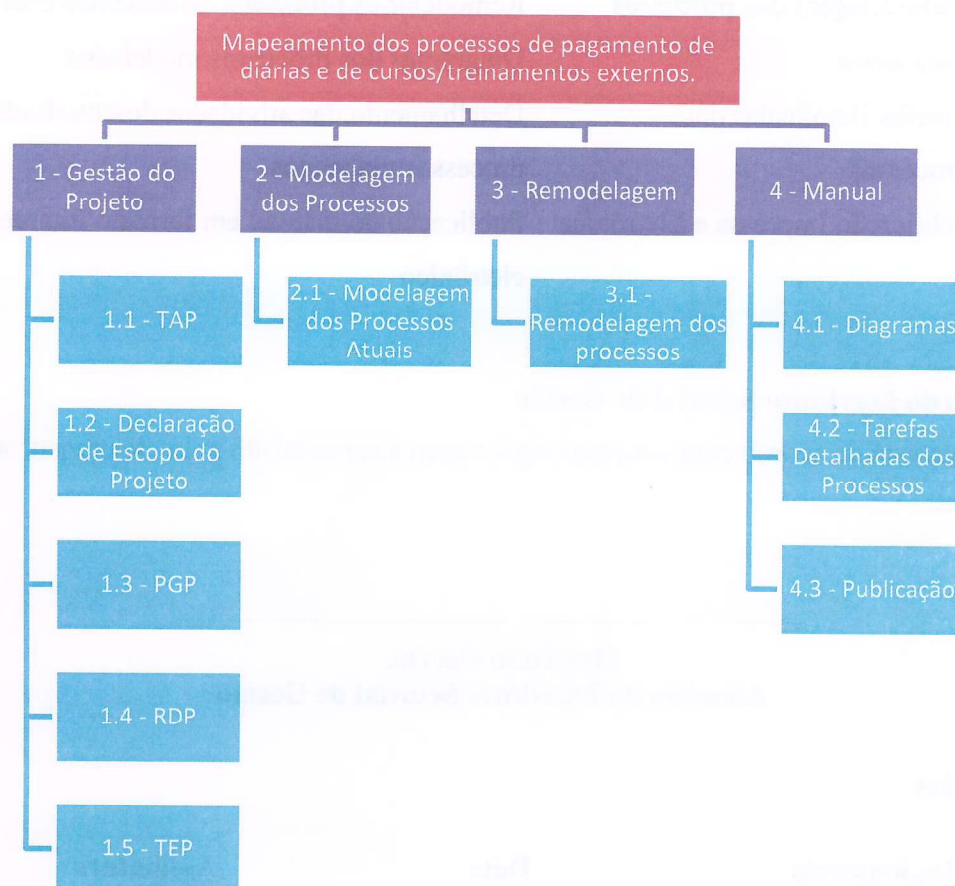 Mapeamento dos processos de pagamento de
diárias e de cursos/treinamentos externos.
1 - Gestão do
Projeto
1.1 - TAP
1.2 - Declaração
de Escopo do
Projeto
1.3 - PGP
1.4 - RDP
1.5 - TEP
2 - Modelagem
dos Processos
2.1 - Modelagem
dos Processos
Atuais
3 - Remodelagem
3.1 -
Remodelagem dos
processos
4 - Manual
4.1 - Diagramas
4.2 - Tarefas
Detalhadas dos
Processos
4.3 - Publicação